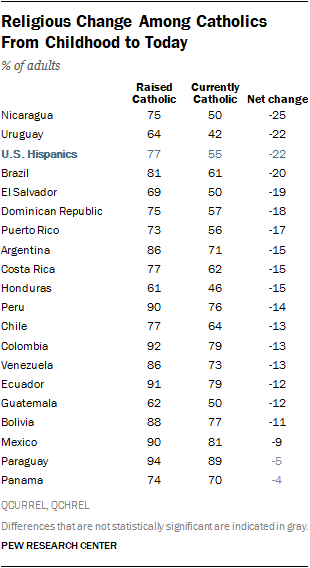 Religious Change Among Catholics
From Childhood to Today
% of adults
Raised Currently
Catholic Catholic Net change
Nicaragua 75 50 -25
Uruguay 64 42 -22
U.S. Hispanics 77 55 -22
Brazil 81 61 -20
El Salvador 69 50 -19
Dominican Republic 75 57 -18
Puerto Rico 73 56 -17
Argentina 86 71 -15
Costa Rica 77 62 -15
Honduras 61 46 -15
Peru 90 76 -14
Chile 77 64 -13
Colombia 92 79 -13
Venezuela 86 73 -13
Ecuador 91 79 -12
Guatemala 62 50 -12
Bolivia 88 77 -11
Mexico 90 81 -9
Paraguay 94 89 -5
Panama 74 70 -4
QCURREL, QCHREL
Differences that are not statistically significant are indicated in gray.
PEW RESEARCH CENTER